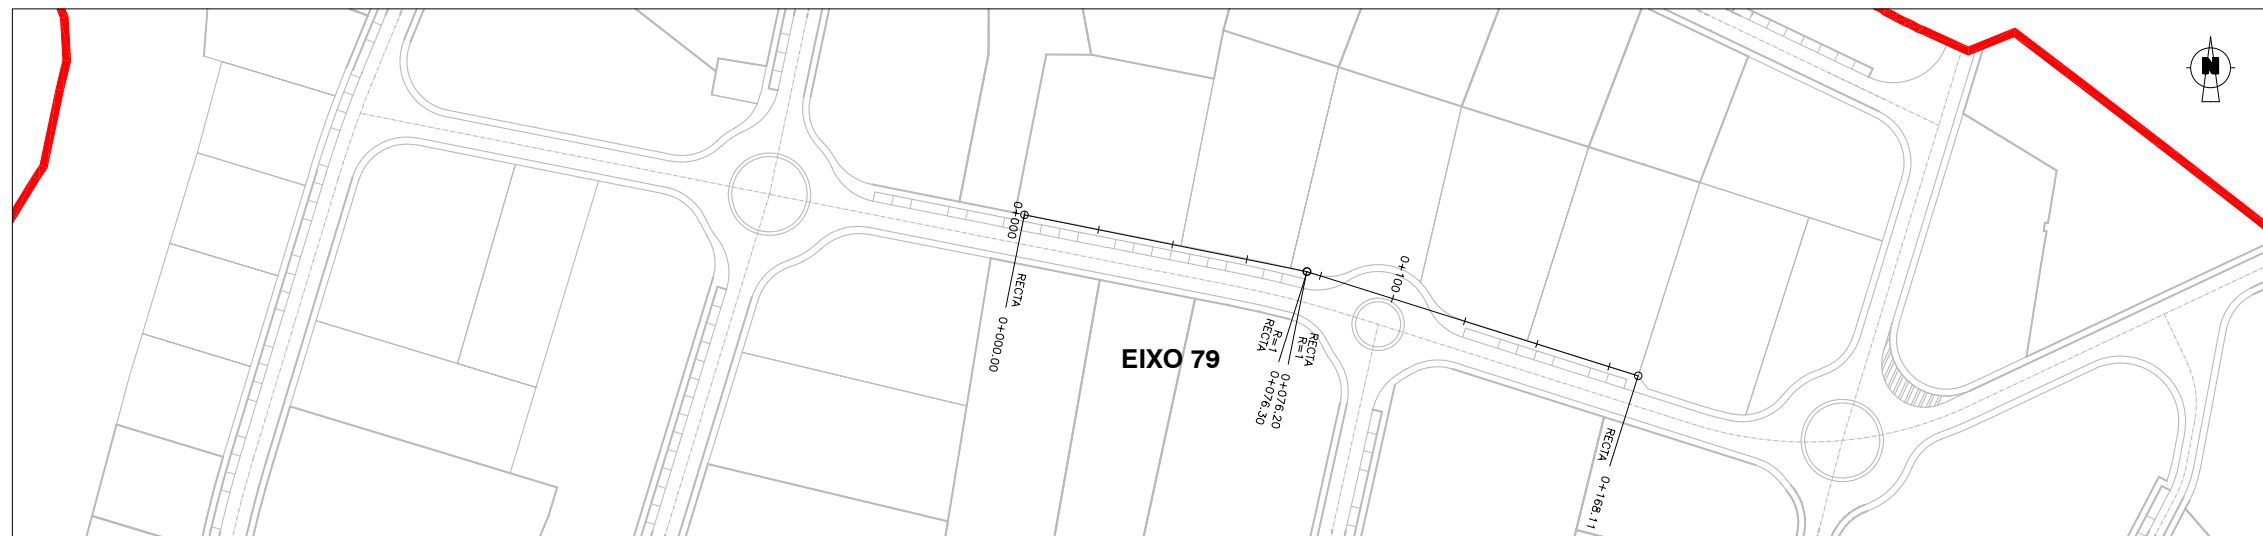 N
0+000
RECTA 0+000.00
EIXO 79
RECTA
R=1 0+076.20
R=1
RECTA 0+076.30
0+100
RECTA 0+168.11